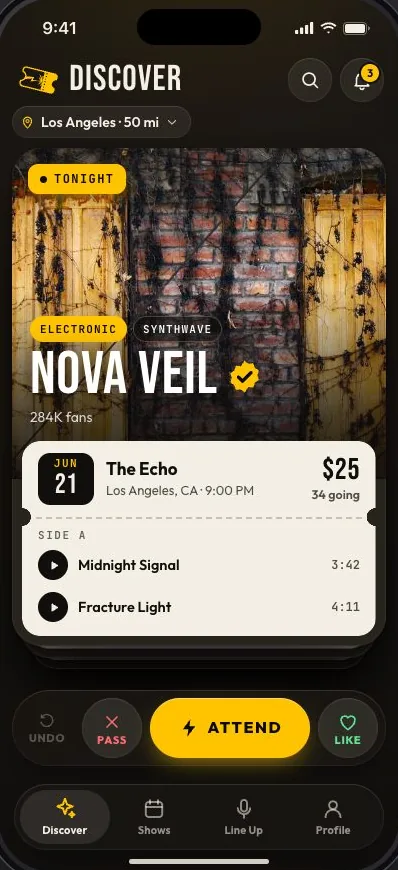 9:41
DISCOVER
3
Los Angeles · 50 mi
TONIGHT
ELECTRONIC SYNTHWAVE
NOVA VEIL
284K fans
JUN
21
The Echo
Los Angeles, CA · 9:00 PM
$25
34 going
SIDE A
Midnight Signal 3:42
Fracture Light 4:11
UNDO PASS ATTEND LIKE
Discover Shows Line Up Profile